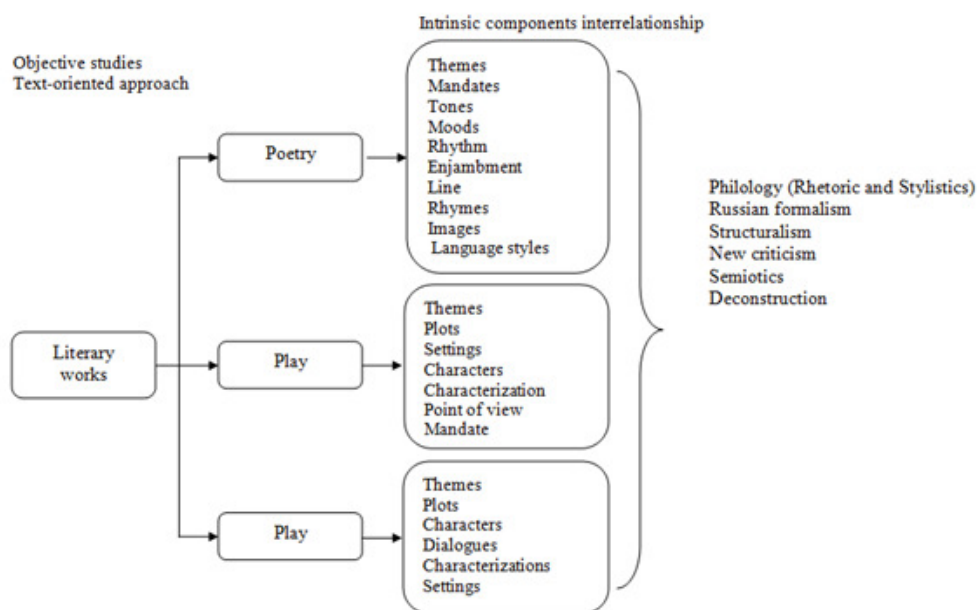 Intrinsic components interrelationship
Objective studies
Text-oriented approach
Literary
works
Poetry
Themes
Mandates
Tones
Moods
Rhythm
Enjambment
Line
Rhymes
Images
Language styles
Play
Themes
Plots
Settings
Characters
Characterization
Point of view
Mandate
Play
Themes
Plots
Characters
Dialogues
Characterizations
Settings
Philology (Rhetoric and Stylistics)
Russian formalism
Structuralism
New criticism
Semiotics
Deconstruction